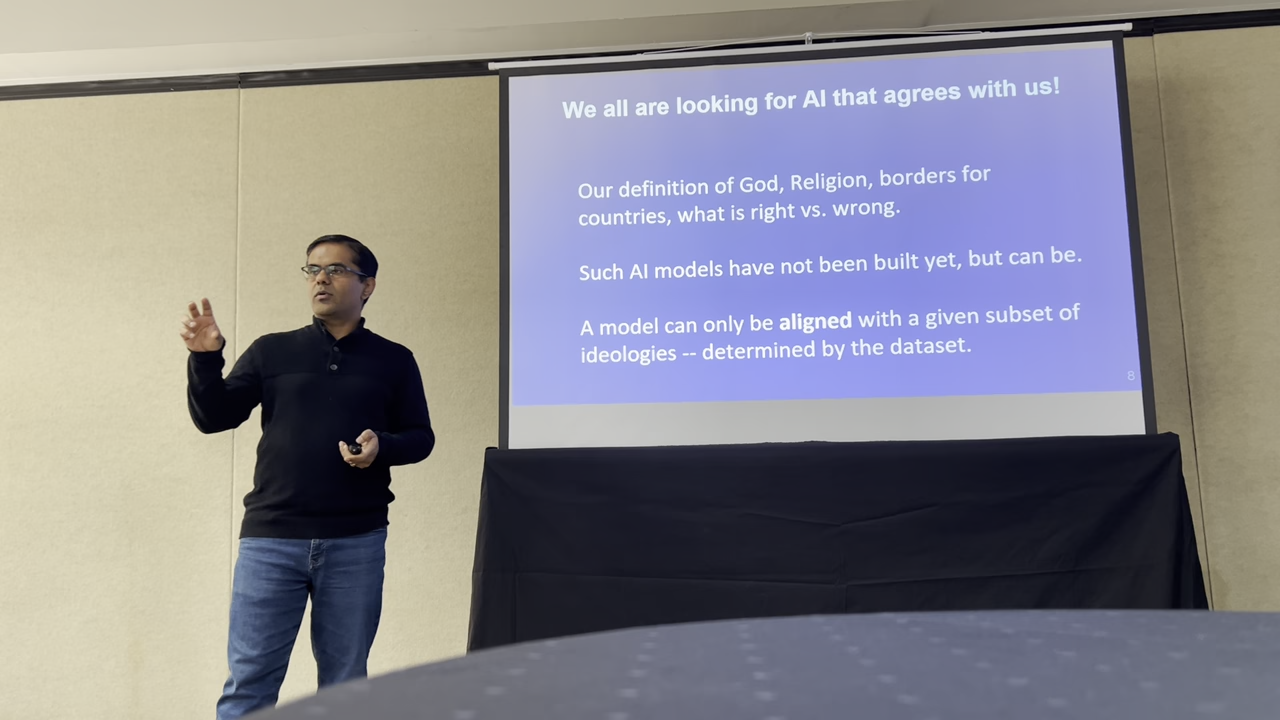 We all are looking for AI that agrees with us!
Our definition of God, Religion, borders for
countries, what is right vs. wrong.
Such AI models have not been built yet, but can be.
A model can only be aligned with a given subset of
ideologies -- determined by the dataset.
8